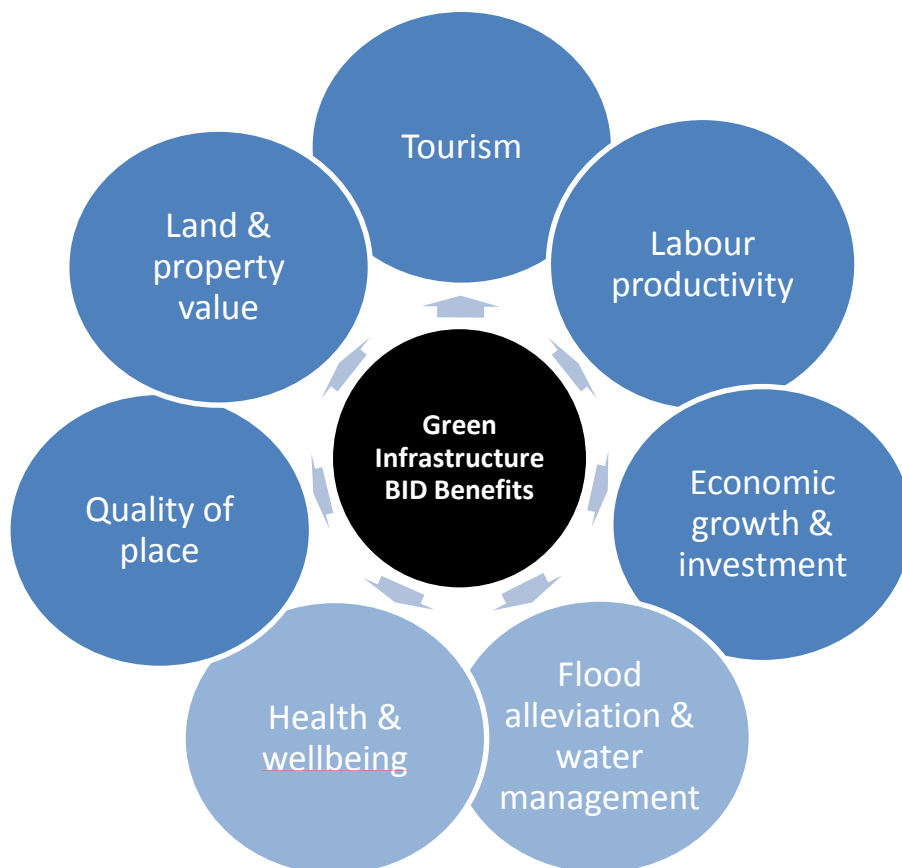 Tourism
Labour
productivity
Economic
growth &
investment
Flood
alleviation &
water
management
Health &
wellbeing
Quality of
place
Land &
property
value
Green
Infrastructure
BID Benefits